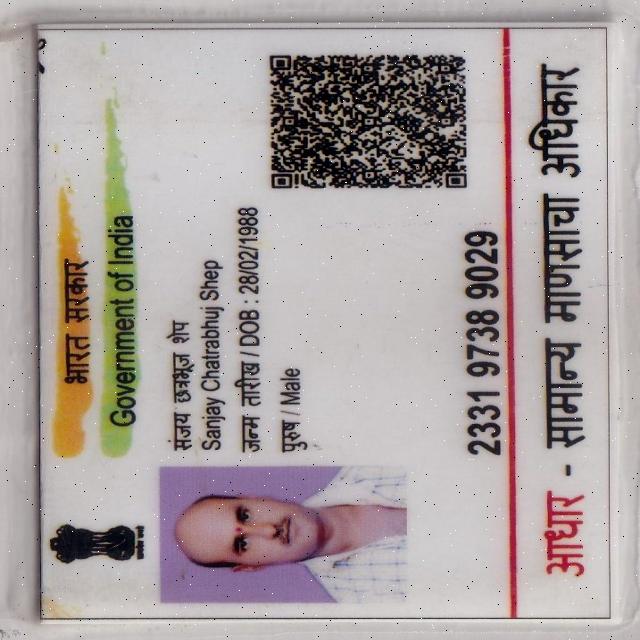 भारत सरकार
Government of India
संजय छत्रभूज शेप
Sanjay Chatrabhuj Shep
जन्म तारीख / DOB : 28/02/1988
पुरुष / Male
2331 9738 9029
आधार - सामान्य माणसाचा अधिकार